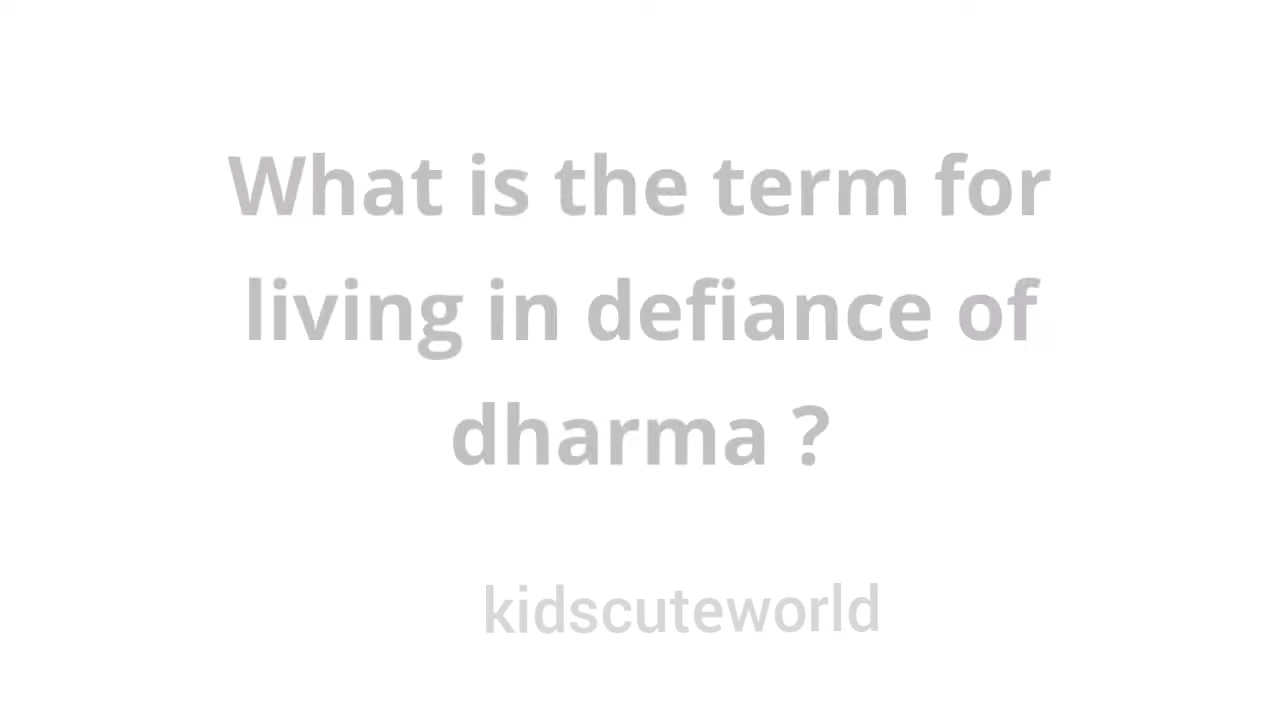 What is the term for
living in defiance of
dharma ?
kidscuteworld